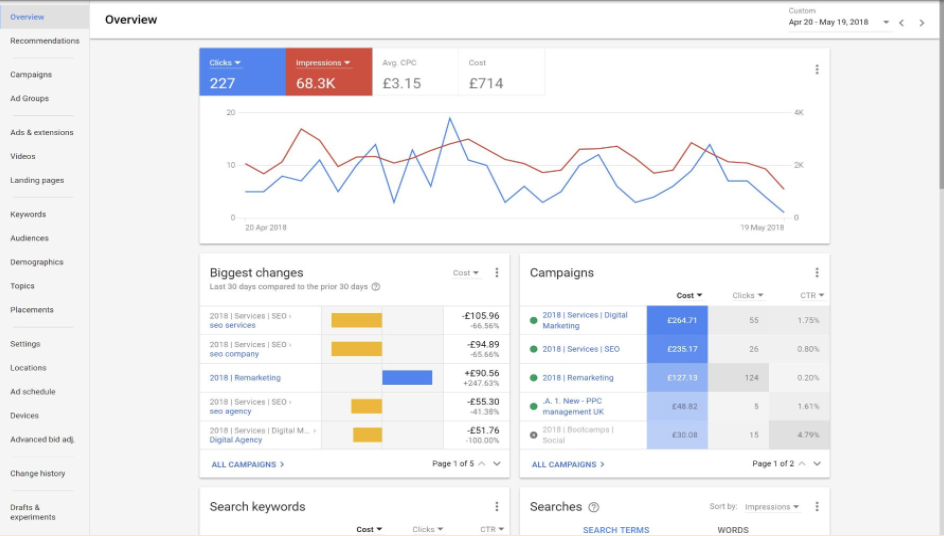 Overview
Recommendations
Campaigns
Ad Groups
Ads & extensions
Videos
Landing pages
Keywords
Audiences
Demographics
Topics
Placements
Settings
Locations
Ad schedule
Devices
Advanced bid adj.
Change history
Drafts &
experiments
Overview
Custom
Apr 20 - May 19, 2018
Clicks
227
Impressions
68.3K
Avg. CPC
£3.15
Cost
£714
20
10
0
4K
2K
0
20 Apr 2018
19 May 2018
Biggest changes
Cost
Last 30 days compared to the prior 30 days
2018 | Services | SEO ›
seo services
-£105.96
-66.56%
2018 | Services | SEO ›
seo company
-£94.89
-65.66%
2018 | Remarketing
+£90.56
+247.63%
2018 | Services | SEO ›
seo agency
-£55.30
-41.38%
2018 | Services | Digital M... ›
Digital Agency
-£51.76
-100.00%
ALL CAMPAIGNS
Page 1 of 5
Campaigns
Cost Clicks CTR
2018 | Services | Digital
Marketing
£264.71 55 1.75%
2018 | Services | SEO £235.17 26 0.80%
2018 | Remarketing £127.13 124 0.20%
.A. 1. New - PPC
management UK
£48.82 5 1.61%
2018 | Bootcamps |
Social
£30.08 15 4.79%
ALL CAMPAIGNS
Page 1 of 2
Search keywords
Cost Clicks CTR
Searches
Sort by: Impressions
SEARCH TERMS WORDS